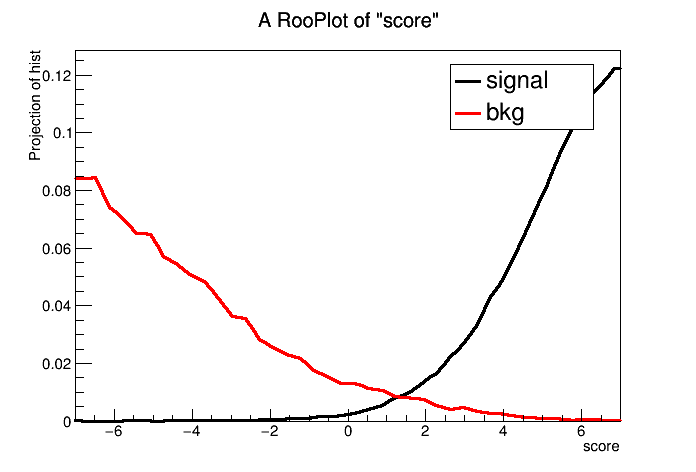 A RooPlot of "score"
Projection of hist
0.12
0.1
0.08
0.06
0.04
0.02
0
signal
bkg
−6 −4 −2 0 2 4 6
score